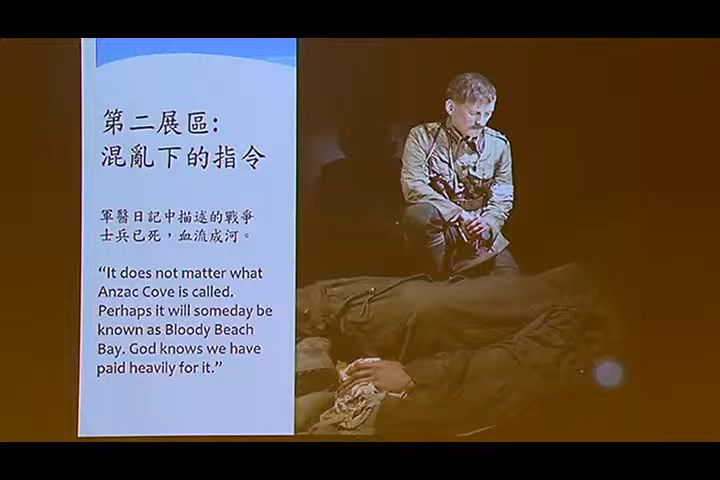 第二展區:
混亂下的指令
軍醫日記中描述的戰爭
士兵已死，血流成河。
“It does not matter what
Anzac Cove is called.
Perhaps it will someday be
known as Bloody Beach
Bay. God knows we have
paid heavily for it.”